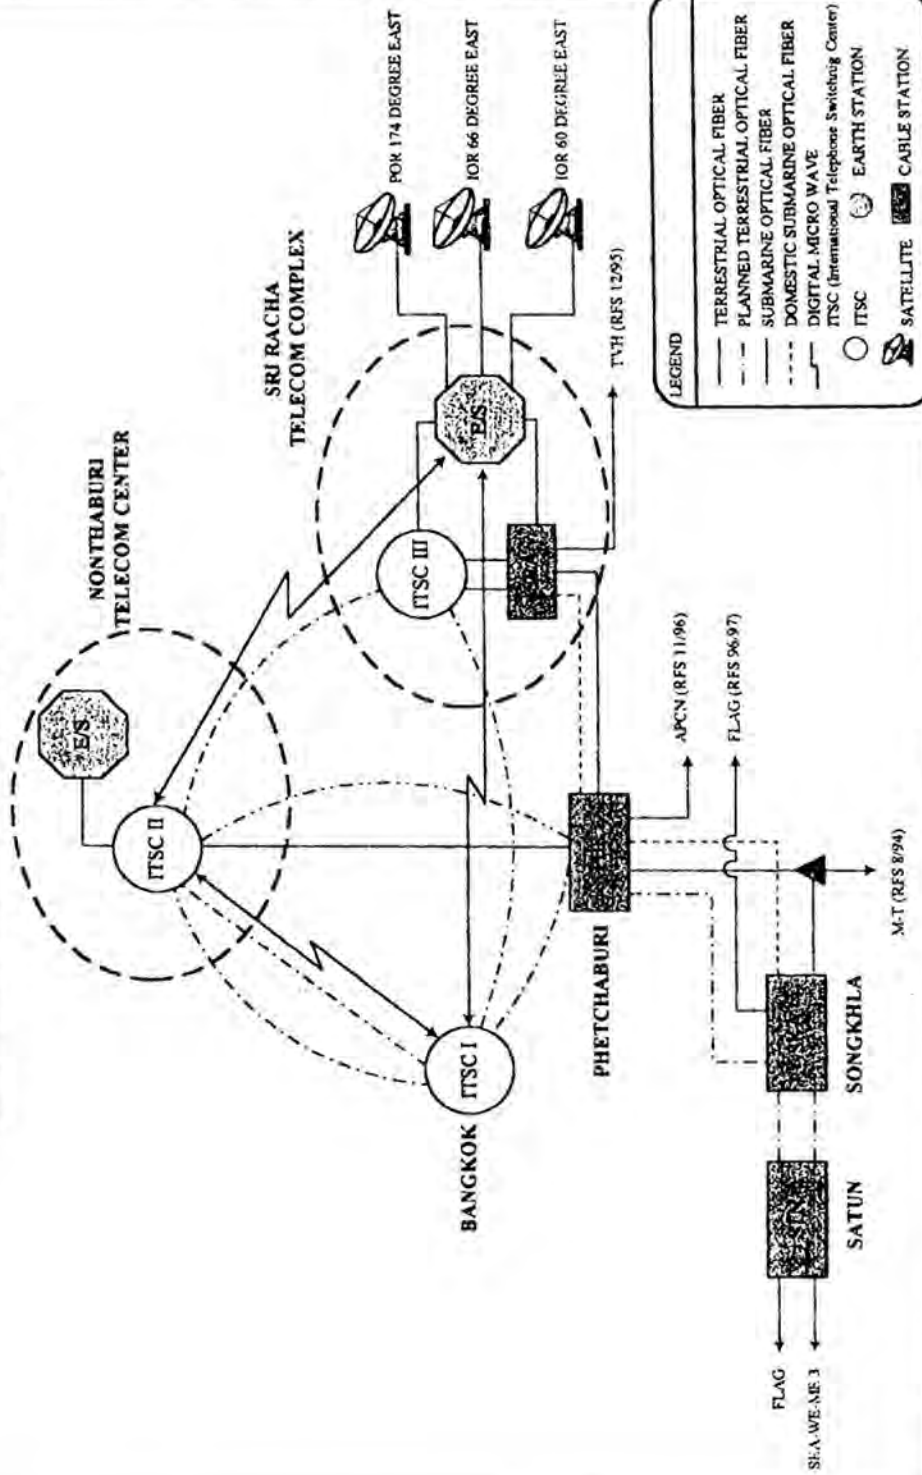 NONTHABURI
TELECOM CENTER
E/S
ITSC II
SRI RACHA
TELECOM COMPLEX
ITSC III
E/S
POR 174 DEGREE EAST
IOR 66 DEGREE EAST
IOR 60 DEGREE EAST
TVH (RFS 12/95)
ITSC I
BANGKOK
PHETCHABURI
APCN (RFS 11/96)
FLAG (RFS 96-97)
M-T (RFS 8/94)
SONGKHLA
SATUN
FLAG
SEA-WE-ME 3
LEGEND
TERRESTRIAL OPTICAL FIBER
PLANNED TERRESTRIAL OPTICAL FIBER
SUBMARINE OPTICAL FIBER
DOMESTIC SUBMARINE OPTICAL FIBER
DIGITAL MICRO WAVE
ITSC (International Telephone Switchnig Center)
ITSC EARTH STATION
SATELLITE CABLE STATION